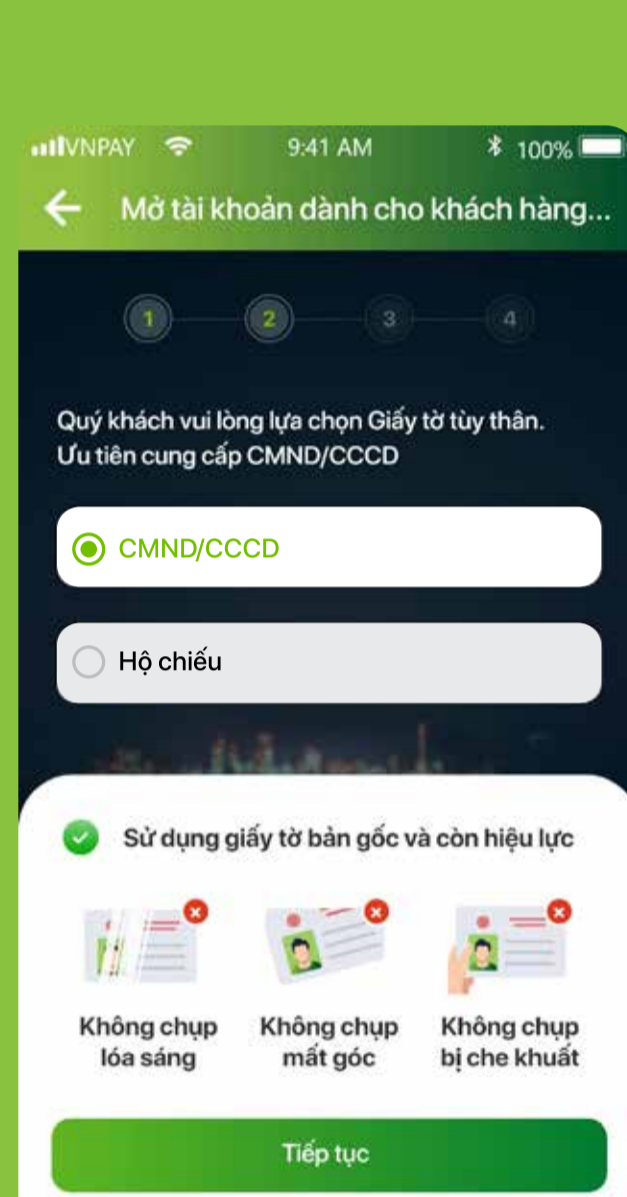 VNPAY 9:41 AM 100%
Mở tài khoản dành cho khách hàng...
1 2 3 4
Quý khách vui lòng lựa chọn Giấy tờ tùy thân.
Ưu tiên cung cấp CMND/CCCD
CMND/CCCD
Hộ chiếu
Sử dụng giấy tờ bản gốc và còn hiệu lực
Không chụp
lóa sáng
Không chụp
mất góc
Không chụp
bị che khuất
Tiếp tục